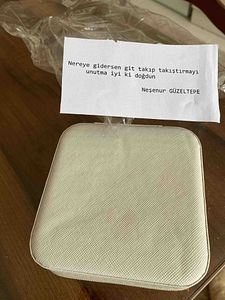 Nereye gidersen git takıp takıştırmayı
unutma iyi ki doğdun
Neşenur GÜZELTEPE